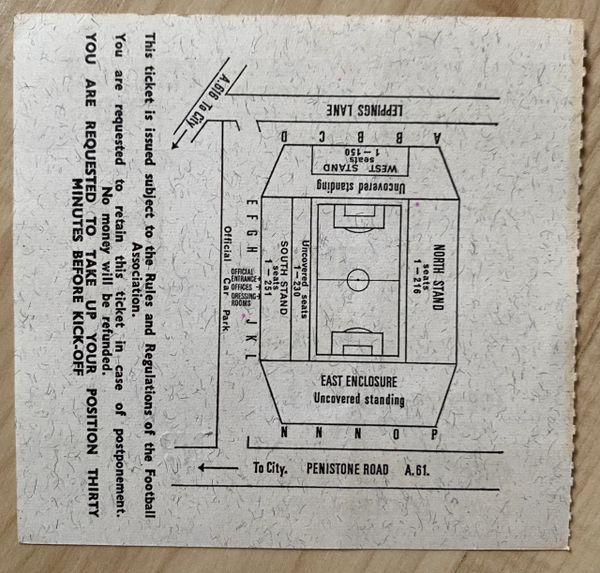 A.616 To City
LEPPINGS LANE
D C B B A
WEST STAND
seats
1—150
Uncovered standing
NORTH STAND
seats
1—216
Uncovered seats
1—230
SOUTH STAND
seats
1—251
E F G H J K L
OFFICIAL
ENTRANCE
OFFICES
DRESSING
ROOMS
Official Car Park
EAST ENCLOSURE
Uncovered standing
N N N O P
To City. PENISTONE ROAD A.61.
This ticket is issued subject to the Rules and Regulations of the Football
Association.
You are requested to retain this ticket in case of postponement.
No money will be refunded.
YOU ARE REQUESTED TO TAKE UP YOUR POSITION THIRTY
MINUTES BEFORE KICK-OFF